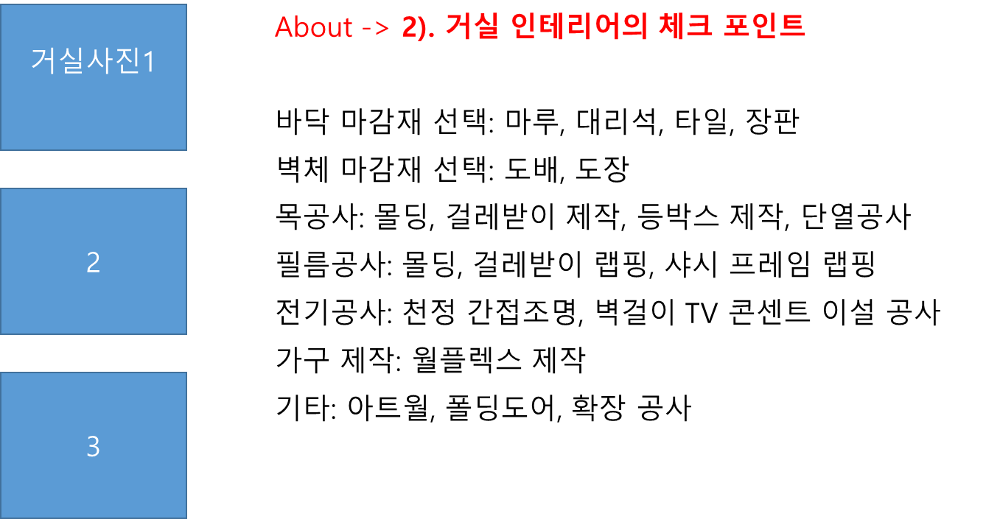 거실사진1
2
3
About -> 2). 거실 인테리어의 체크 포인트
바닥 마감재 선택: 마루, 대리석, 타일, 장판
벽체 마감재 선택: 도배, 도장
목공사: 몰딩, 걸레받이 제작, 등박스 제작, 단열공사
필름공사: 몰딩, 걸레받이 랩핑, 샤시 프레임 랩핑
전기공사: 천정 간접조명, 벽걸이 TV 콘센트 이설 공사
가구 제작: 월플렉스 제작
기타: 아트월, 폴딩도어, 확장 공사